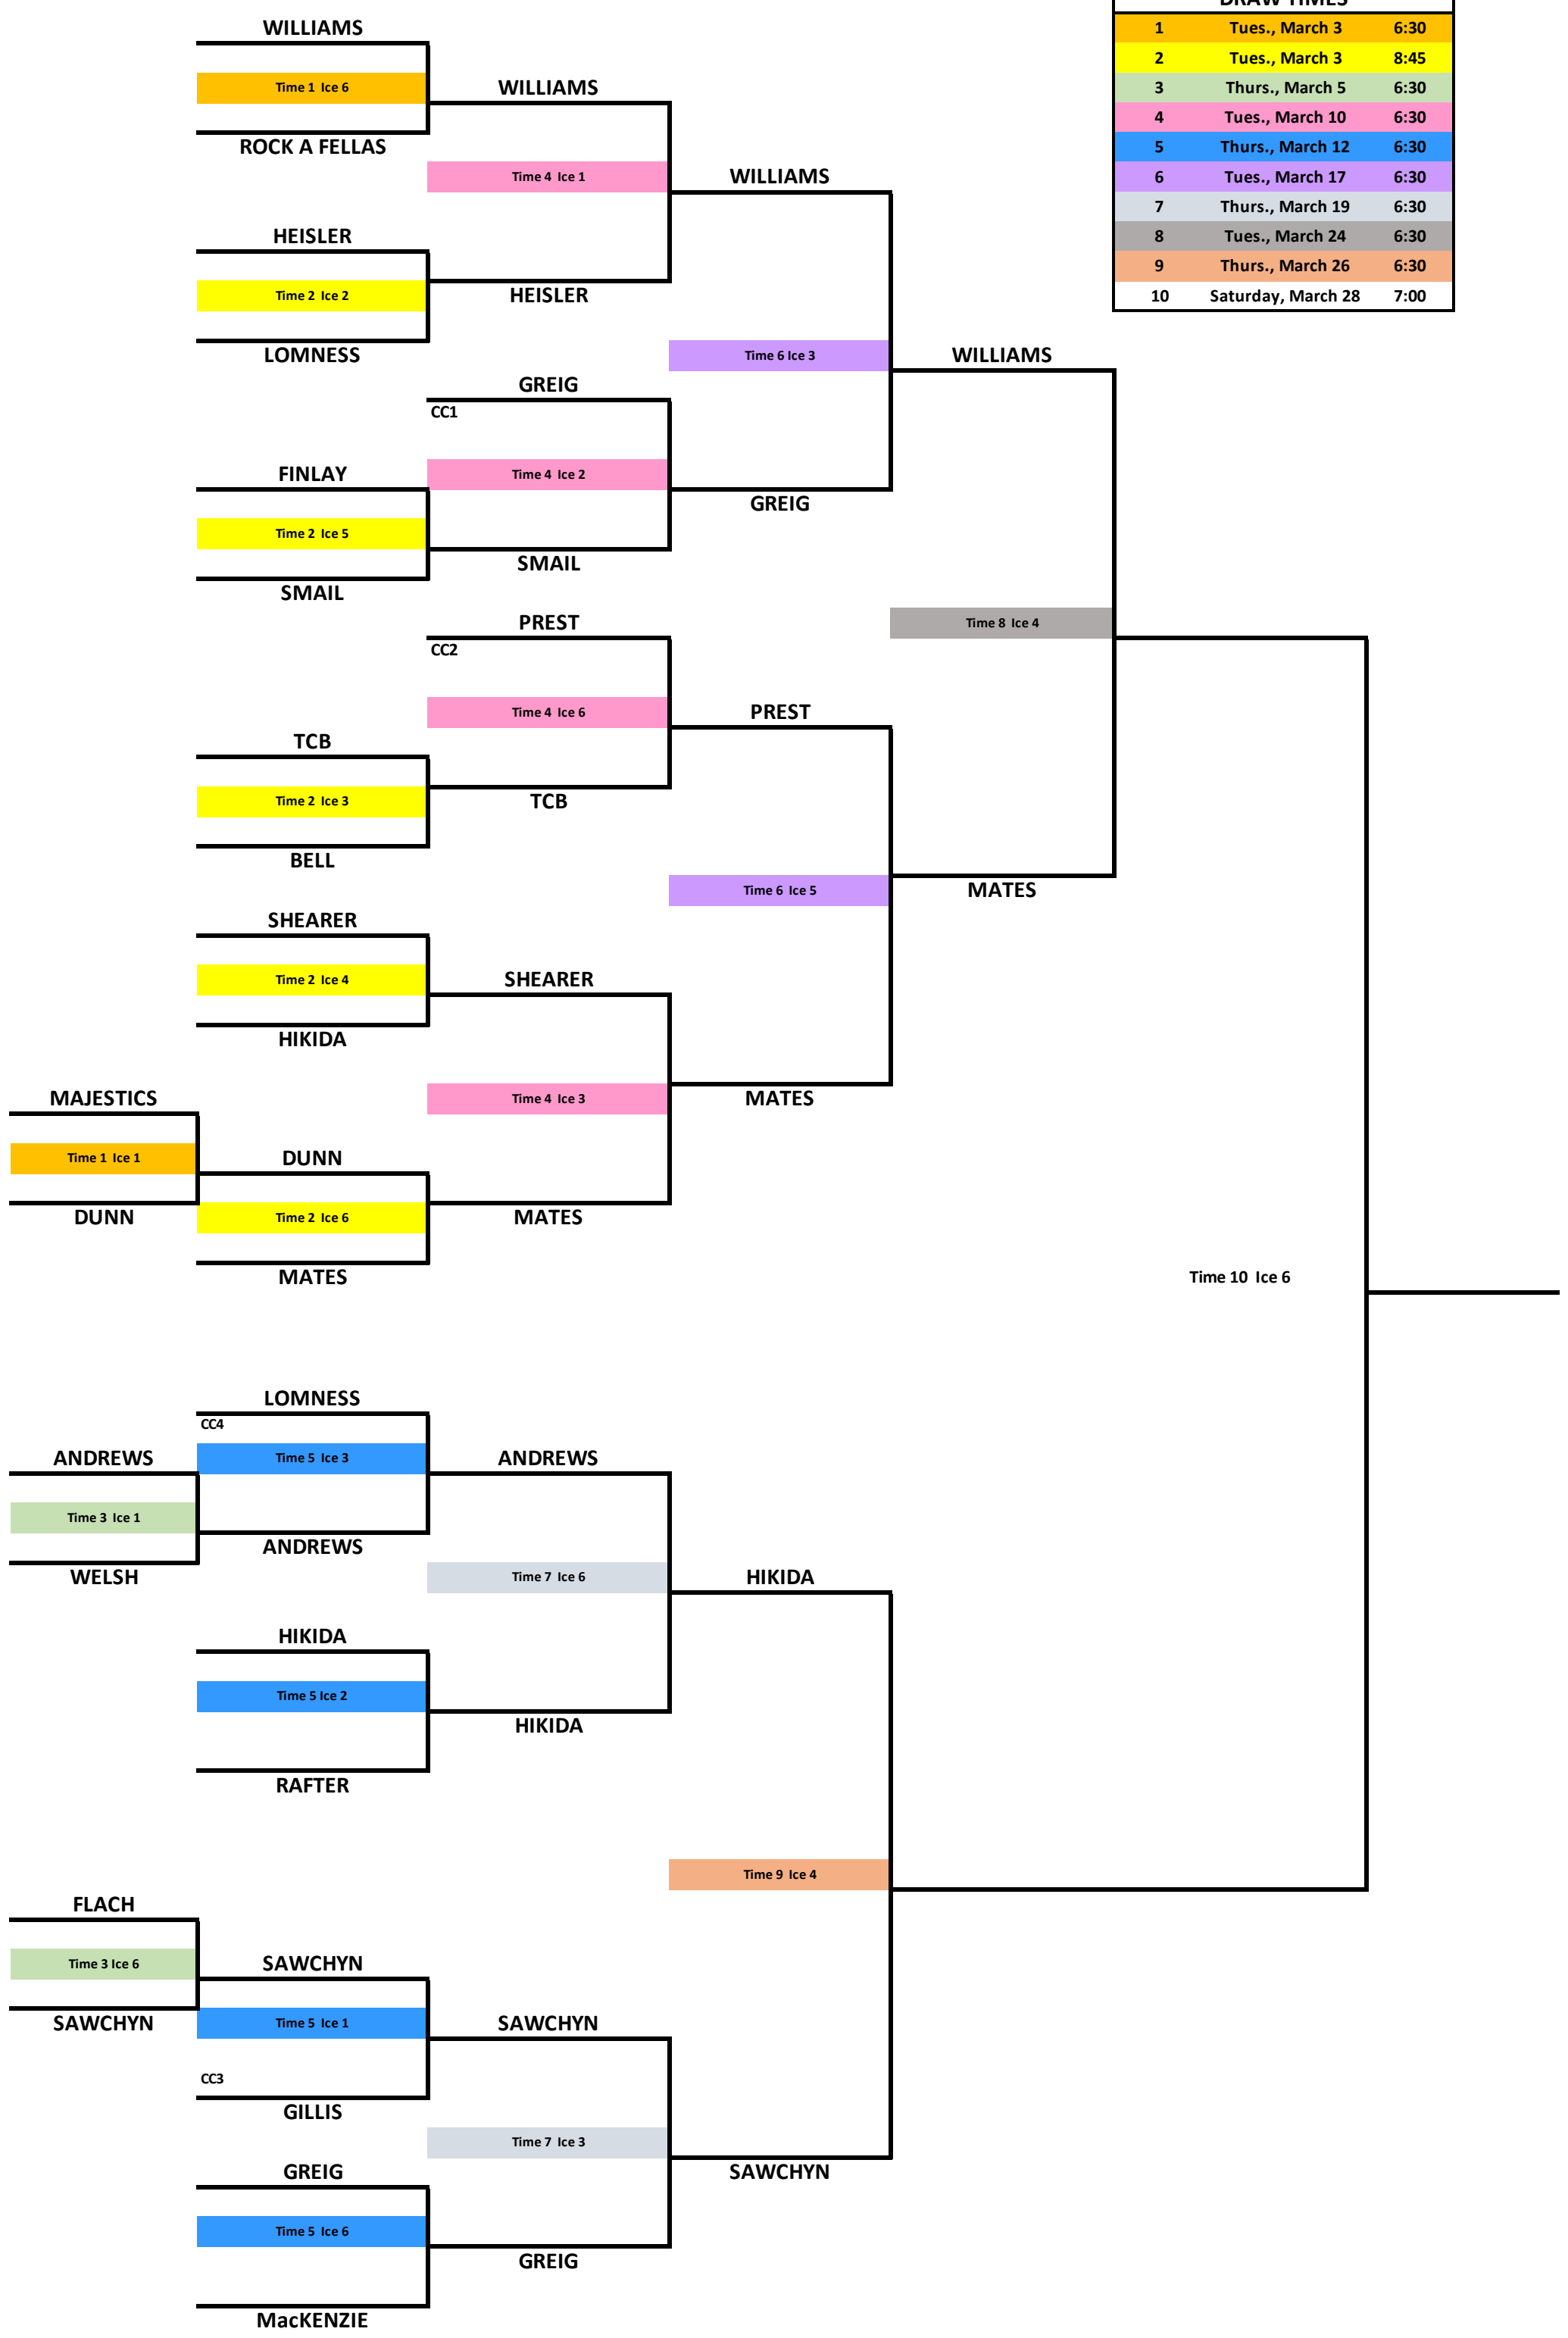 DRAW TIMES
1 Tues., March 3 6:30
2 Tues., March 3 8:45
3 Thurs., March 5 6:30
4 Tues., March 10 6:30
5 Thurs., March 12 6:30
6 Tues., March 17 6:30
7 Thurs., March 19 6:30
8 Tues., March 24 6:30
9 Thurs., March 26 6:30
10 Saturday, March 28 7:00
WILLIAMS
Time 1 Ice 6
WILLIAMS
ROCK A FELLAS
Time 4 Ice 1
WILLIAMS
HEISLER
Time 2 Ice 2
HEISLER
LOMNESS
Time 6 Ice 3
WILLIAMS
GREIG
CC1
FINLAY
Time 4 Ice 2
GREIG
Time 2 Ice 5
SMAIL
SMAIL
PREST
Time 8 Ice 4
CC2
Time 4 Ice 6
PREST
TCB
Time 2 Ice 3
TCB
BELL
Time 6 Ice 5
MATES
SHEARER
Time 2 Ice 4
SHEARER
HIKIDA
MAJESTICS
Time 4 Ice 3
MATES
Time 1 Ice 1
DUNN
DUNN
Time 2 Ice 6
MATES
MATES
Time 10 Ice 6
LOMNESS
CC4
ANDREWS
Time 5 Ice 3
ANDREWS
Time 3 Ice 1
ANDREWS
WELSH
Time 7 Ice 6
HIKIDA
HIKIDA
Time 5 Ice 2
HIKIDA
RAFTER
Time 9 Ice 4
FLACH
Time 3 Ice 6
SAWCHYN
SAWCHYN
Time 5 Ice 1
SAWCHYN
CC3
GILLIS
Time 7 Ice 3
GREIG
SAWCHYN
Time 5 Ice 6
GREIG
MacKENZIE